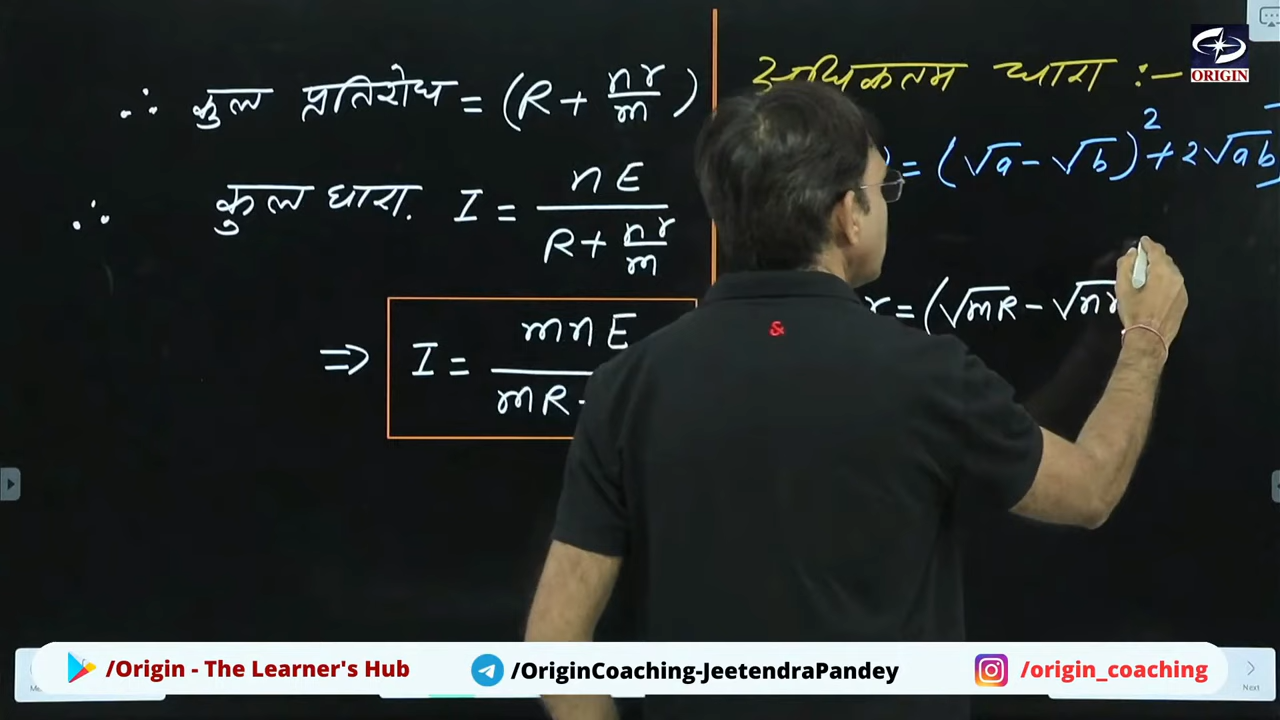 ∴ कुल प्रतिरोध = (R + nr/m)
∴ कुल धारा. I = nE / (R + nr/m)
⇒ I = mnE / mR
अधिकतम धारा :-
= (√a - √b)² + 2√ab
r = (√mR - √nr
ORIGIN
/Origin - The Learner's Hub
/OriginCoaching-JeetendraPandey
/origin_coaching
Next